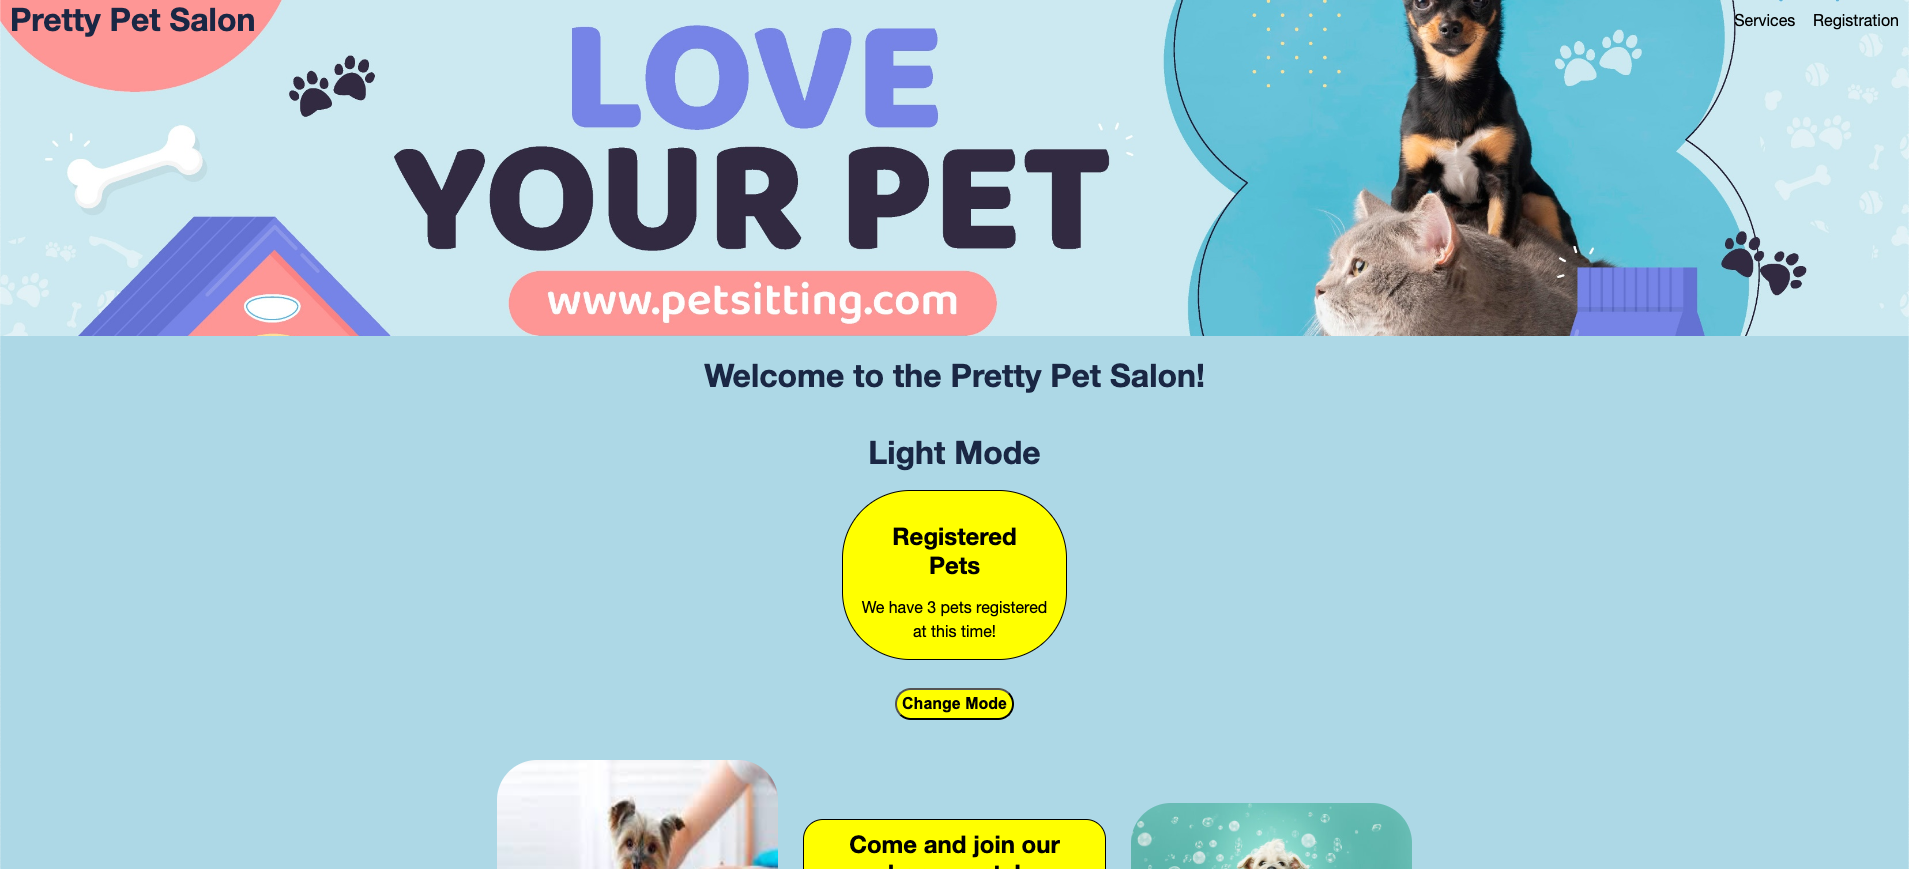 Pretty Pet Salon
Services Registration
LOVE
YOUR PET
www.petsitting.com
Welcome to the Pretty Pet Salon!
Light Mode
Registered
Pets
We have 3 pets registered
at this time!
Change Mode
Come and join our